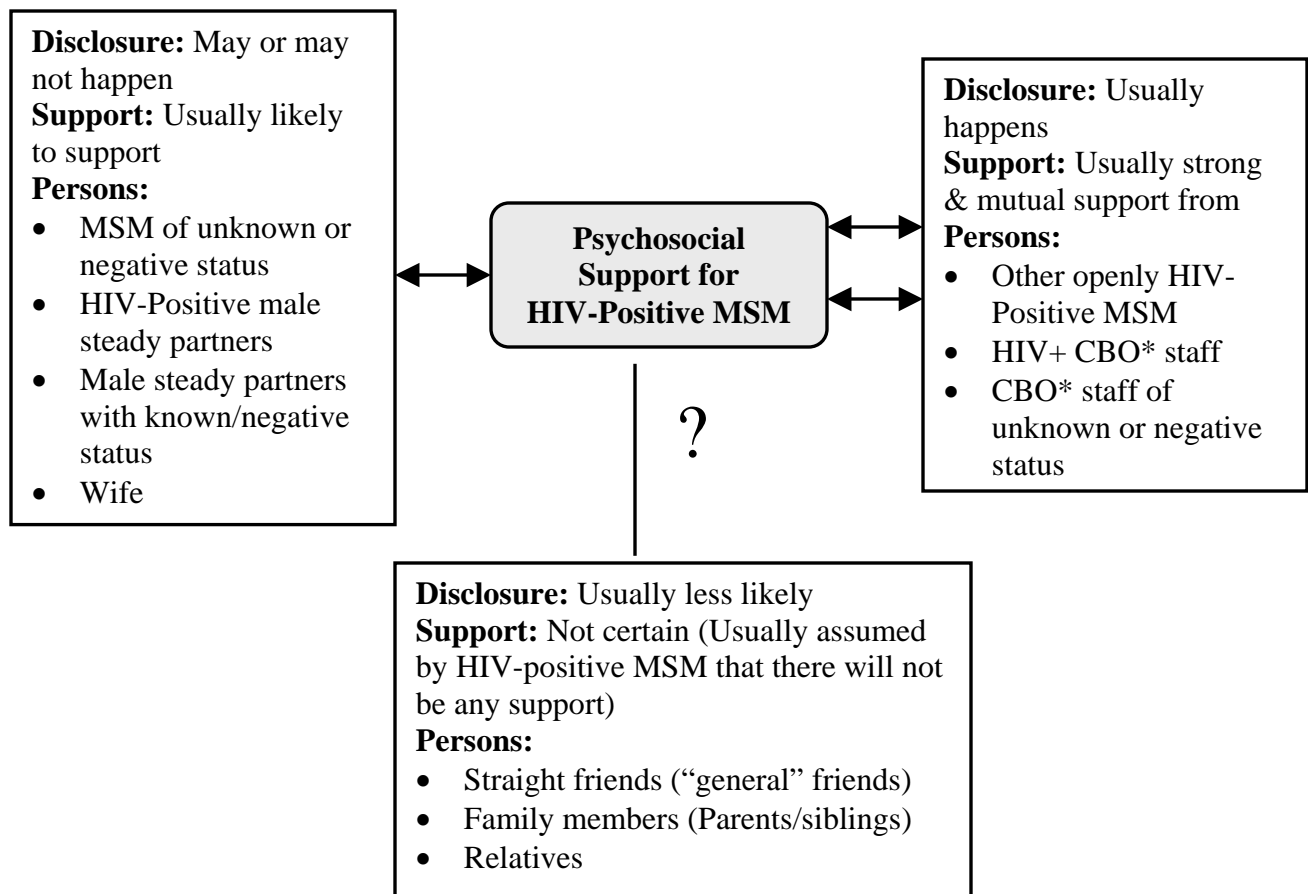 Disclosure: May or may
not happen
Support: Usually likely
to support
Persons:
• MSM of unknown or
negative status
• HIV-Positive male
steady partners
• Male steady partners
with known/negative
status
• Wife
Psychosocial
Support for
HIV-Positive MSM
Disclosure: Usually
happens
Support: Usually strong
& mutual support from
Persons:
• Other openly HIV-
Positive MSM
• HIV+ CBO* staff
• CBO* staff of
unknown or negative
status
?
Disclosure: Usually less likely
Support: Not certain (Usually assumed
by HIV-positive MSM that there will not
be any support)
Persons:
• Straight friends (“general” friends)
• Family members (Parents/siblings)
• Relatives